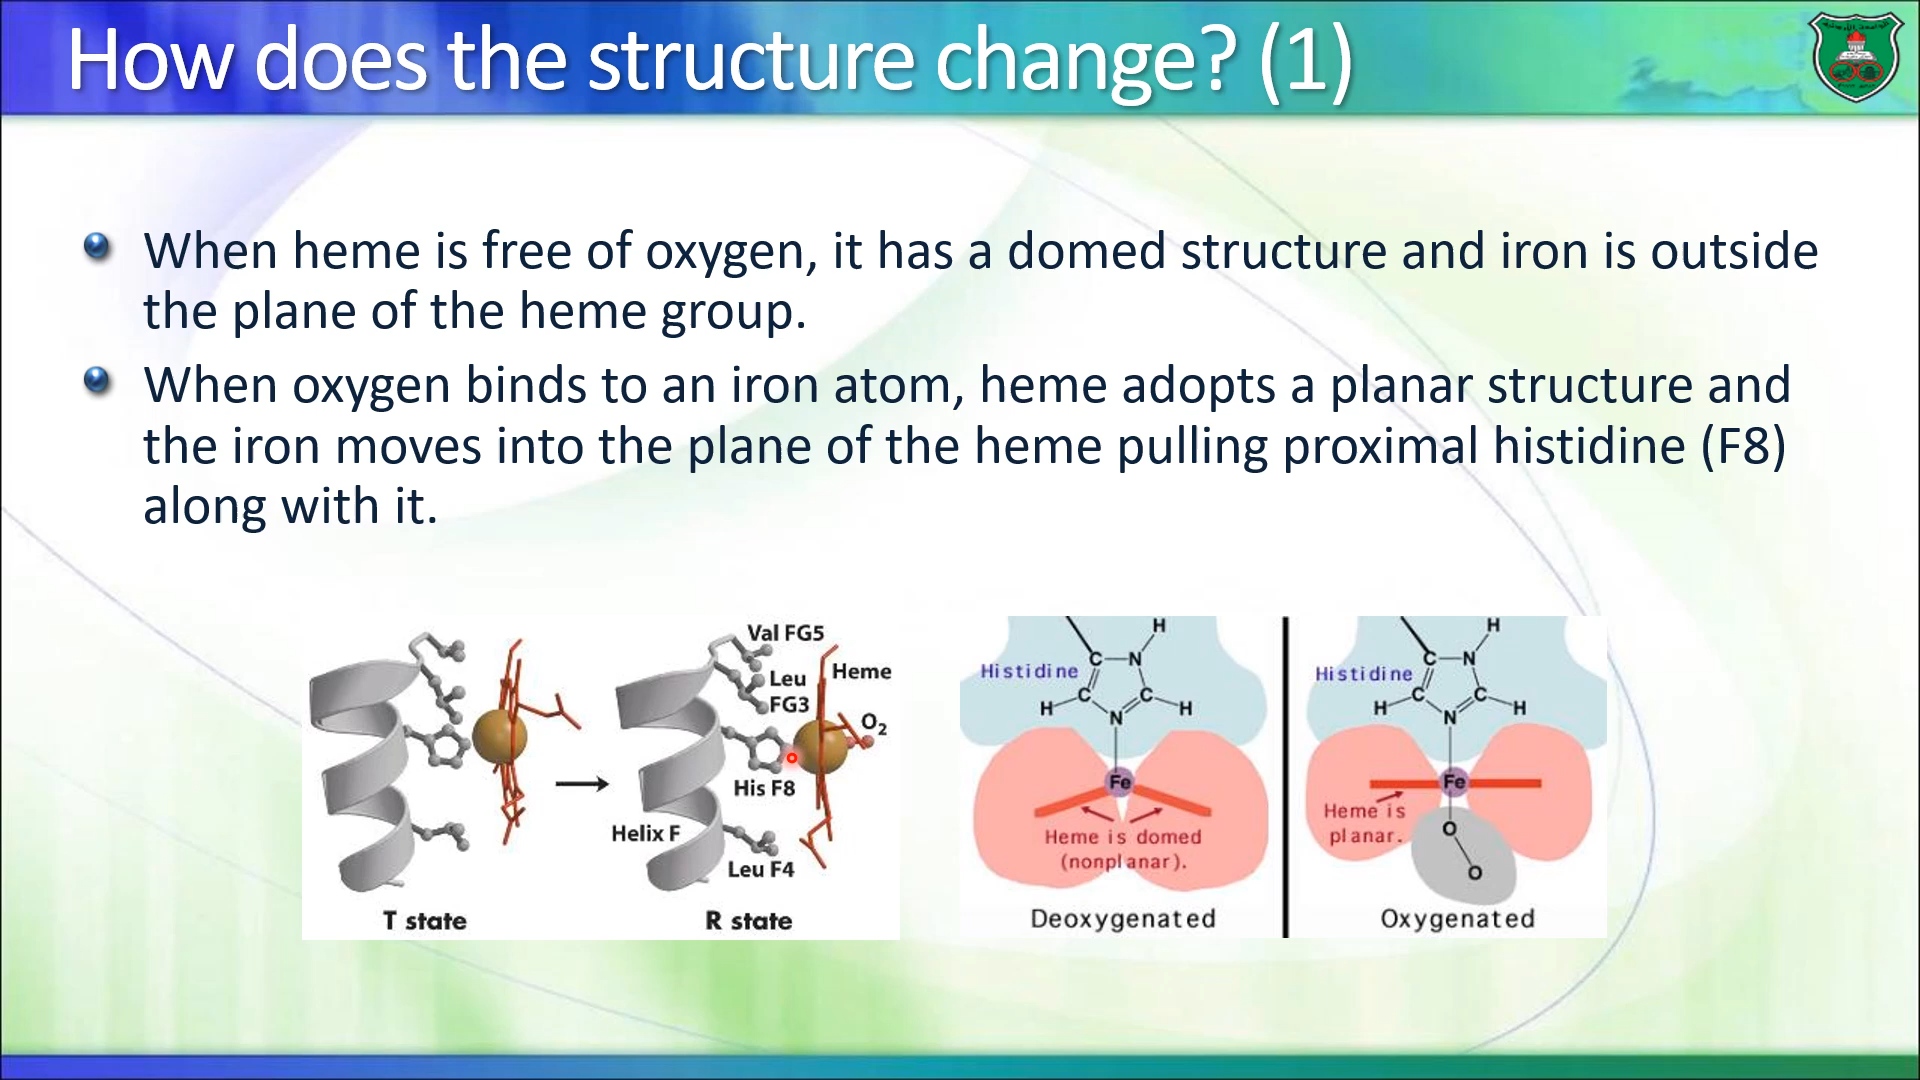 How does the structure change? (1)
When heme is free of oxygen, it has a domed structure and iron is outside
the plane of the heme group.
When oxygen binds to an iron atom, heme adopts a planar structure and
the iron moves into the plane of the heme pulling proximal histidine (F8)
along with it.
Val FG5
Leu
FG3
Heme
O2
His F8
Helix F
Leu F4
T state
R state
H
Histidine
C
N
H
C
C
H
N
Fe
Heme is domed
(nonplanar).
Deoxygenated
H
Histidine
C
N
H
C
C
H
N
Fe
Heme is
planar.
O
O
Oxygenated